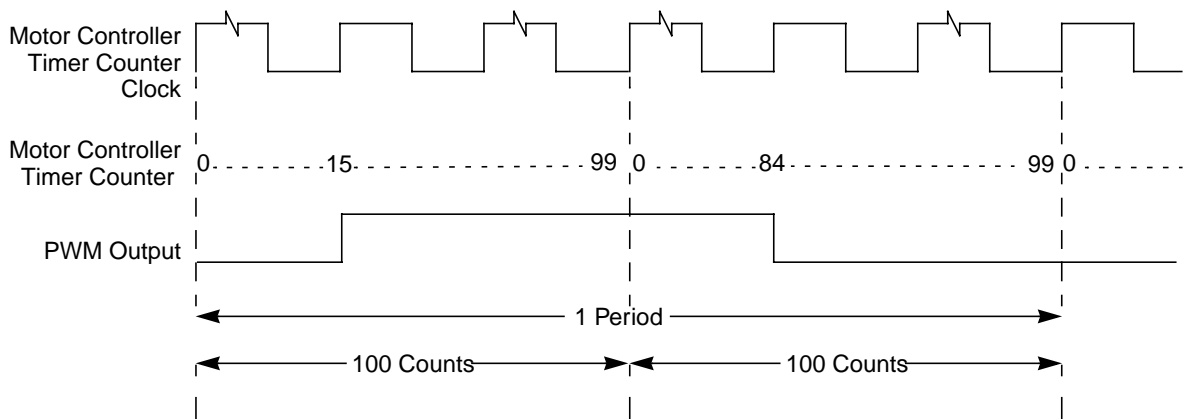 Motor Controller
Timer Counter
Clock
Motor Controller
Timer Counter
0 15 99 0 84 99 0
PWM Output
1 Period
100 Counts 100 Counts